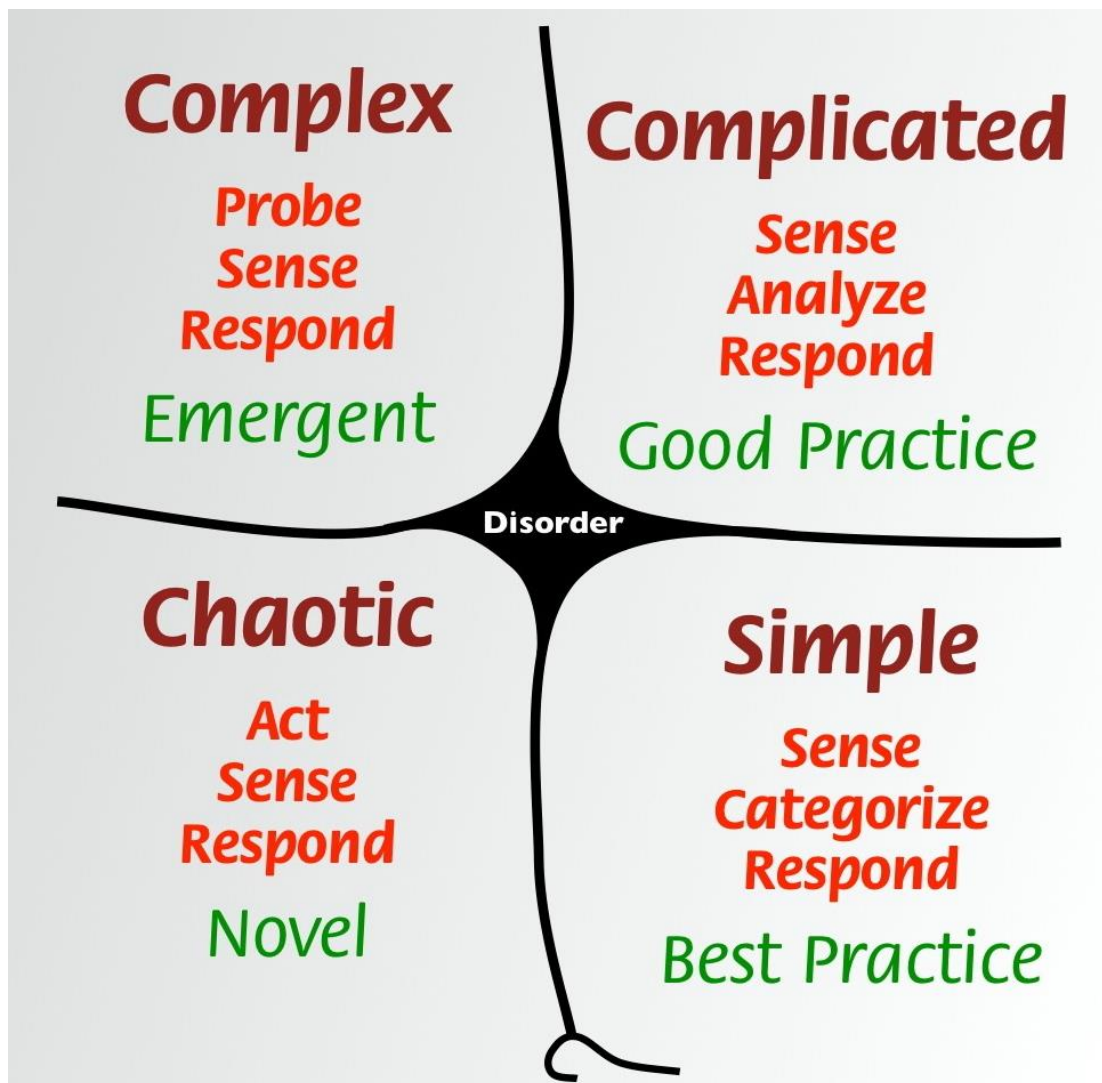 Complex
Probe
Sense
Respond
Emergent
Complicated
Sense
Analyze
Respond
Good Practice
Disorder
Chaotic
Act
Sense
Respond
Novel
Simple
Sense
Categorize
Respond
Best Practice